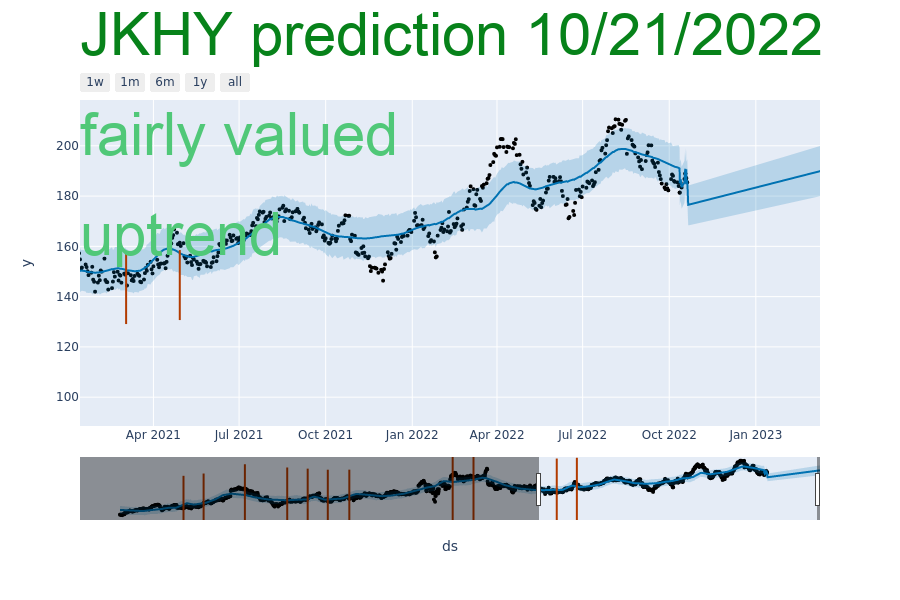 JKHY prediction 10/21/2022
1w 1m 6m 1y all
fairly valued
uptrend
200
180
160
140
120
100
y
Apr 2021 Jul 2021 Oct 2021 Jan 2022 Apr 2022 Jul 2022 Oct 2022 Jan 2023
ds